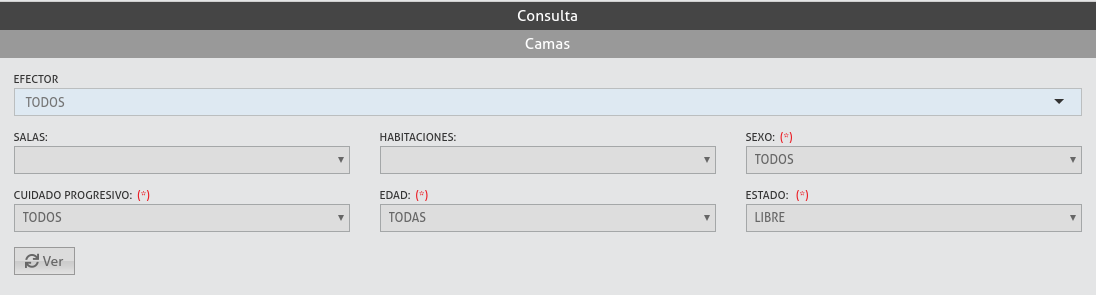 Consulta
Camas
EFECTOR
TODOS
SALAS: HABITACIONES: SEXO: (*)
TODOS
CUIDADO PROGRESIVO: (*) EDAD: (*) ESTADO: (*)
TODOS TODAS LIBRE
Ver